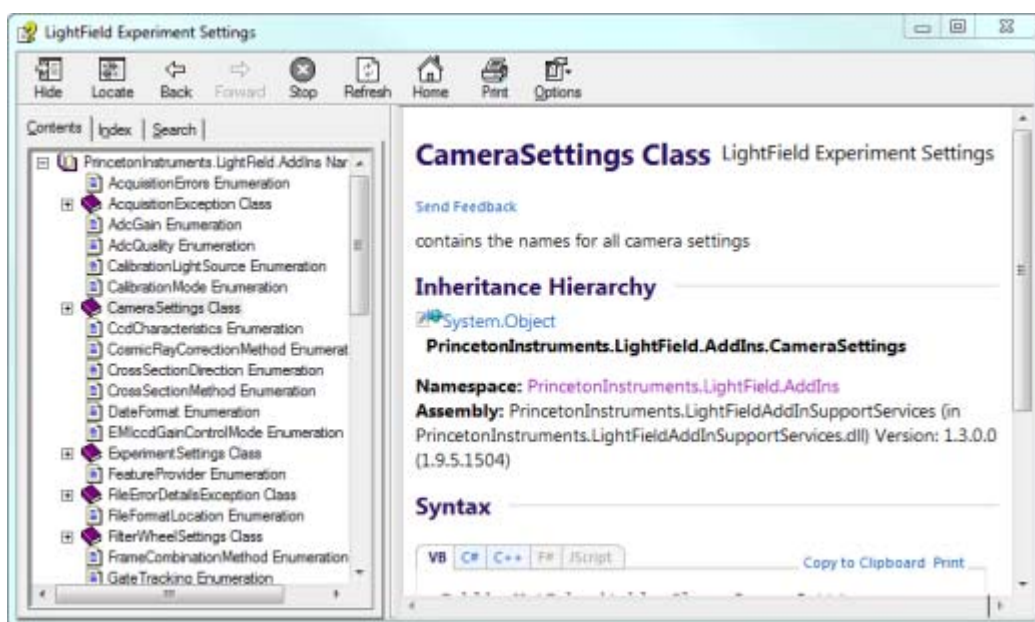 LightField Experiment Settings
Hide Locate Back Forward Stop Refresh Home Print Options
Contents Index Search
PrincetonInstruments.LightField.AddIns Nar
AcquisitionErrors Enumeration
AcquisitionException Class
AdcGain Enumeration
AdcQuality Enumeration
CalibrationLightSource Enumeration
CalibrationMode Enumeration
CameraSettings Class
CcdCharacteristics Enumeration
CosmicRayCorrectionMethod Enumerat
CrossSectionDirection Enumeration
CrossSectionMethod Enumeration
DateFormat Enumeration
EMIccdGainControlMode Enumeration
ExperimentSettings Class
FeatureProvider Enumeration
FileErrorDetailsException Class
FileFormatLocation Enumeration
FilterWheelSettings Class
FrameCombinationMethod Enumeration
GateTracking Enumeration
CameraSettings Class LightField Experiment Settings
Send Feedback
contains the names for all camera settings
Inheritance Hierarchy
System.Object
PrincetonInstruments.LightField.AddIns.CameraSettings
Namespace: PrincetonInstruments.LightField.AddIns
Assembly: PrincetonInstruments.LightFieldAddInSupportServices (in
PrincetonInstruments.LightFieldAddInSupportServices.dll) Version: 1.3.0.0
(1.9.5.1504)
Syntax
VB C# C++ F# JScript Copy to Clipboard Print